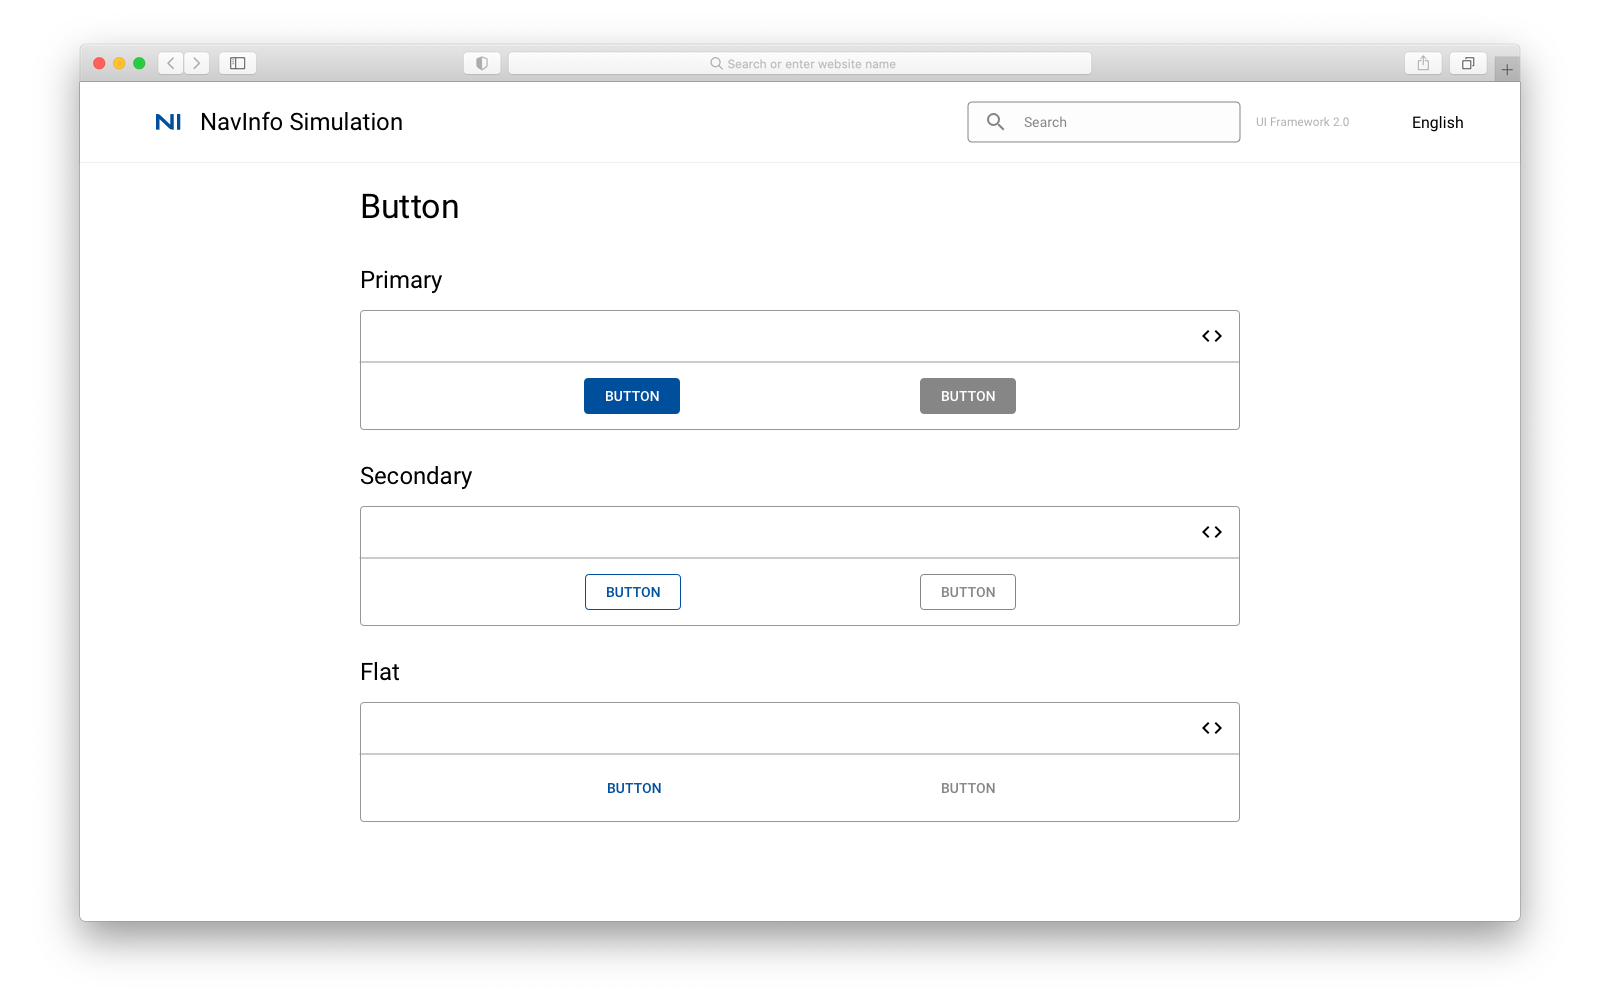 Search or enter website name
NI NavInfo Simulation
Search
UI Framework 2.0
English
Button
Primary
BUTTON BUTTON
Secondary
BUTTON BUTTON
Flat
BUTTON BUTTON